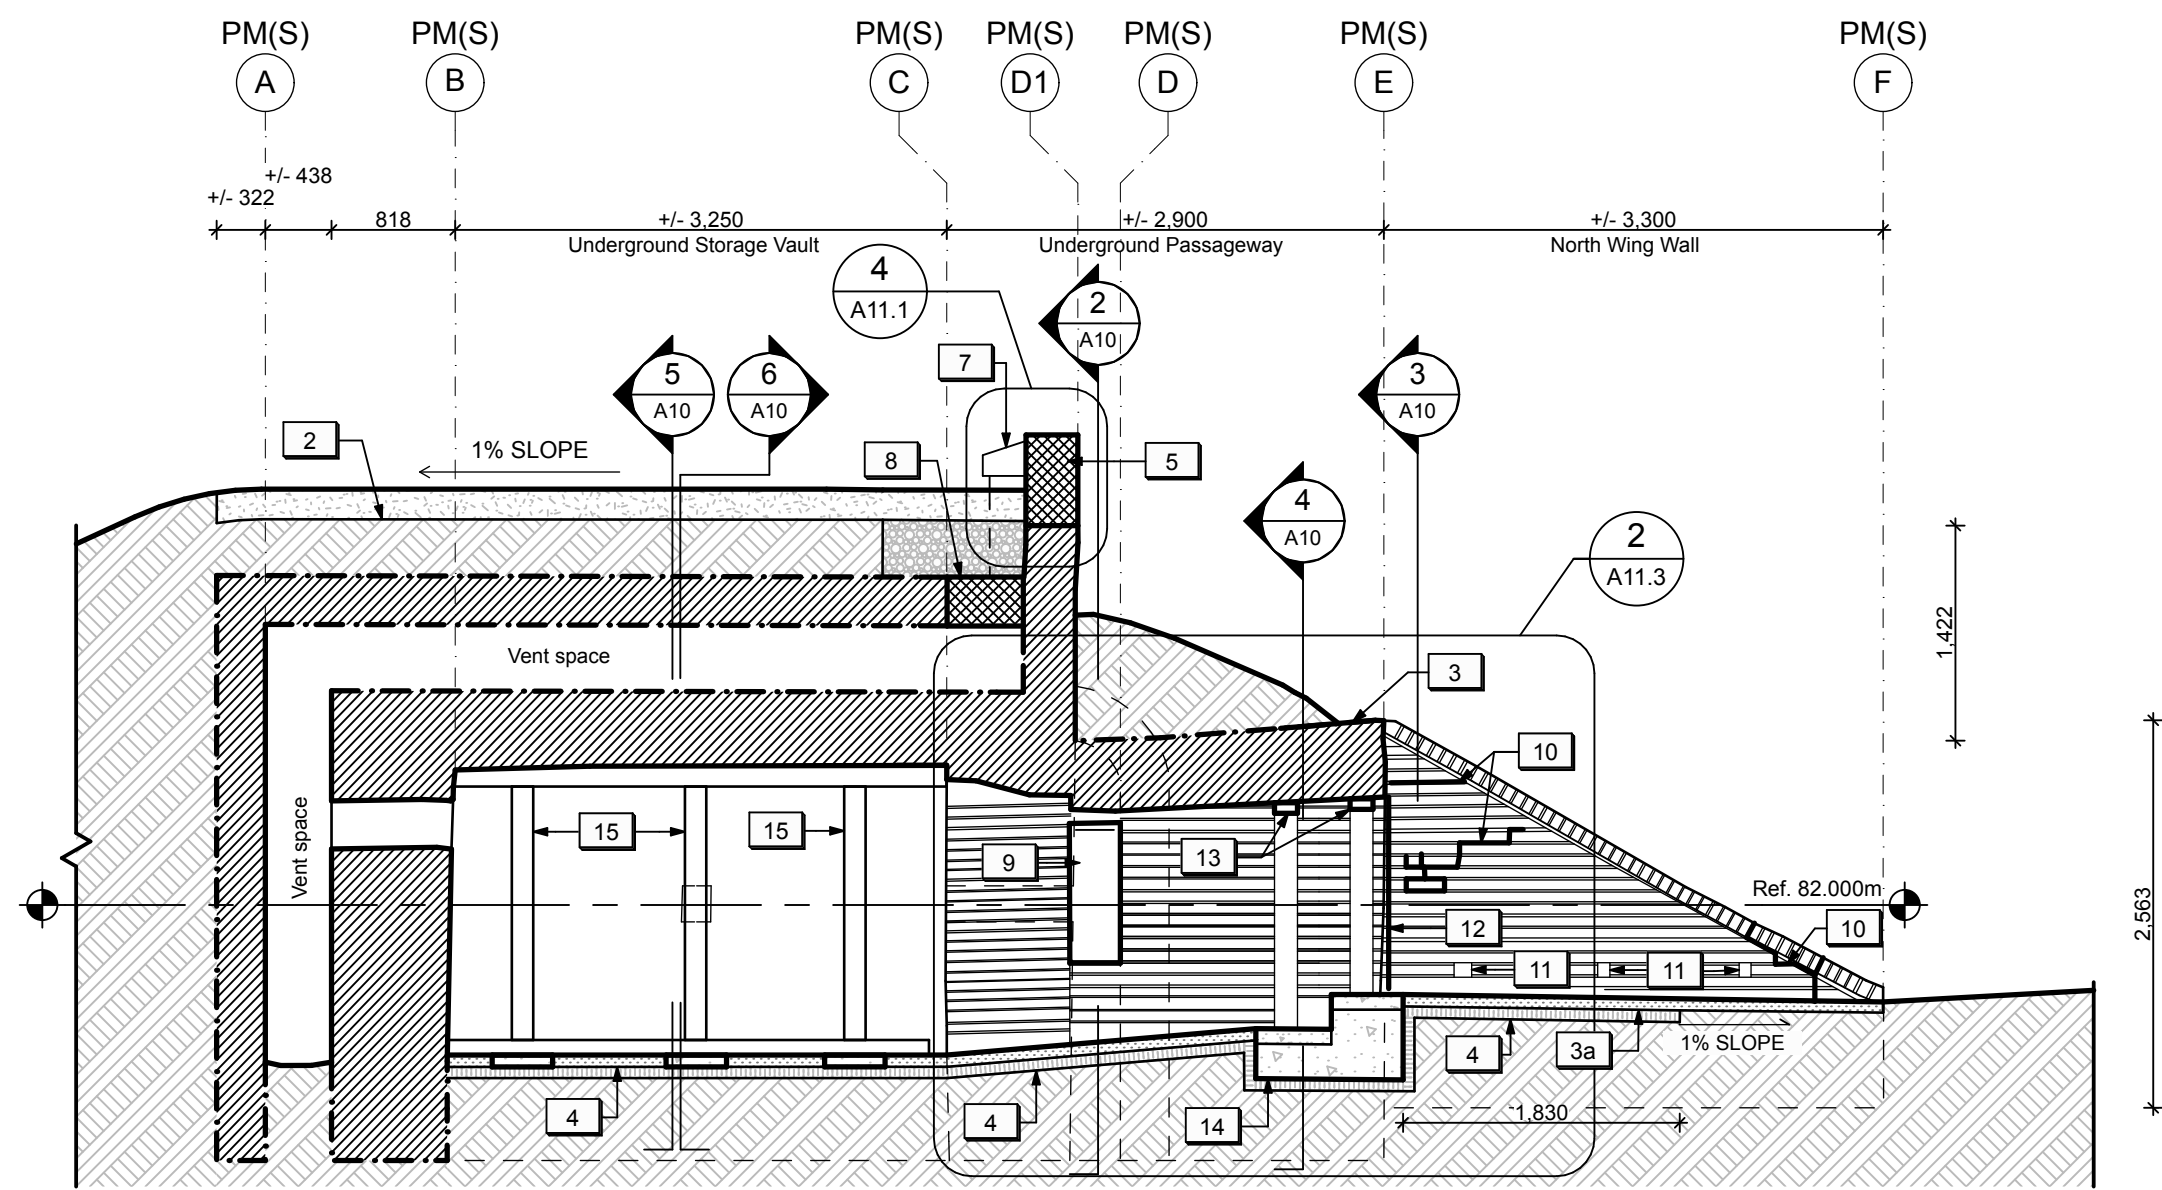 PM(S) PM(S) PM(S) PM(S) PM(S) PM(S) PM(S)
A B C D1 D E F
+/- 438
+/- 322
818 +/- 3,250 +/- 2,900 +/- 3,300
Underground Storage Vault Underground Passageway North Wing Wall
4
A11.1
2
A10
7
5
A10
6
A10
3
A10
2
1% SLOPE
8
5
4
A10
2
A11.3
1,422
Vent space
3
10
Vent space
15
15
9
13
Ref. 82.000m
12
10
2,563
11
11
1% SLOPE
4
3a
4
4
14
1,830